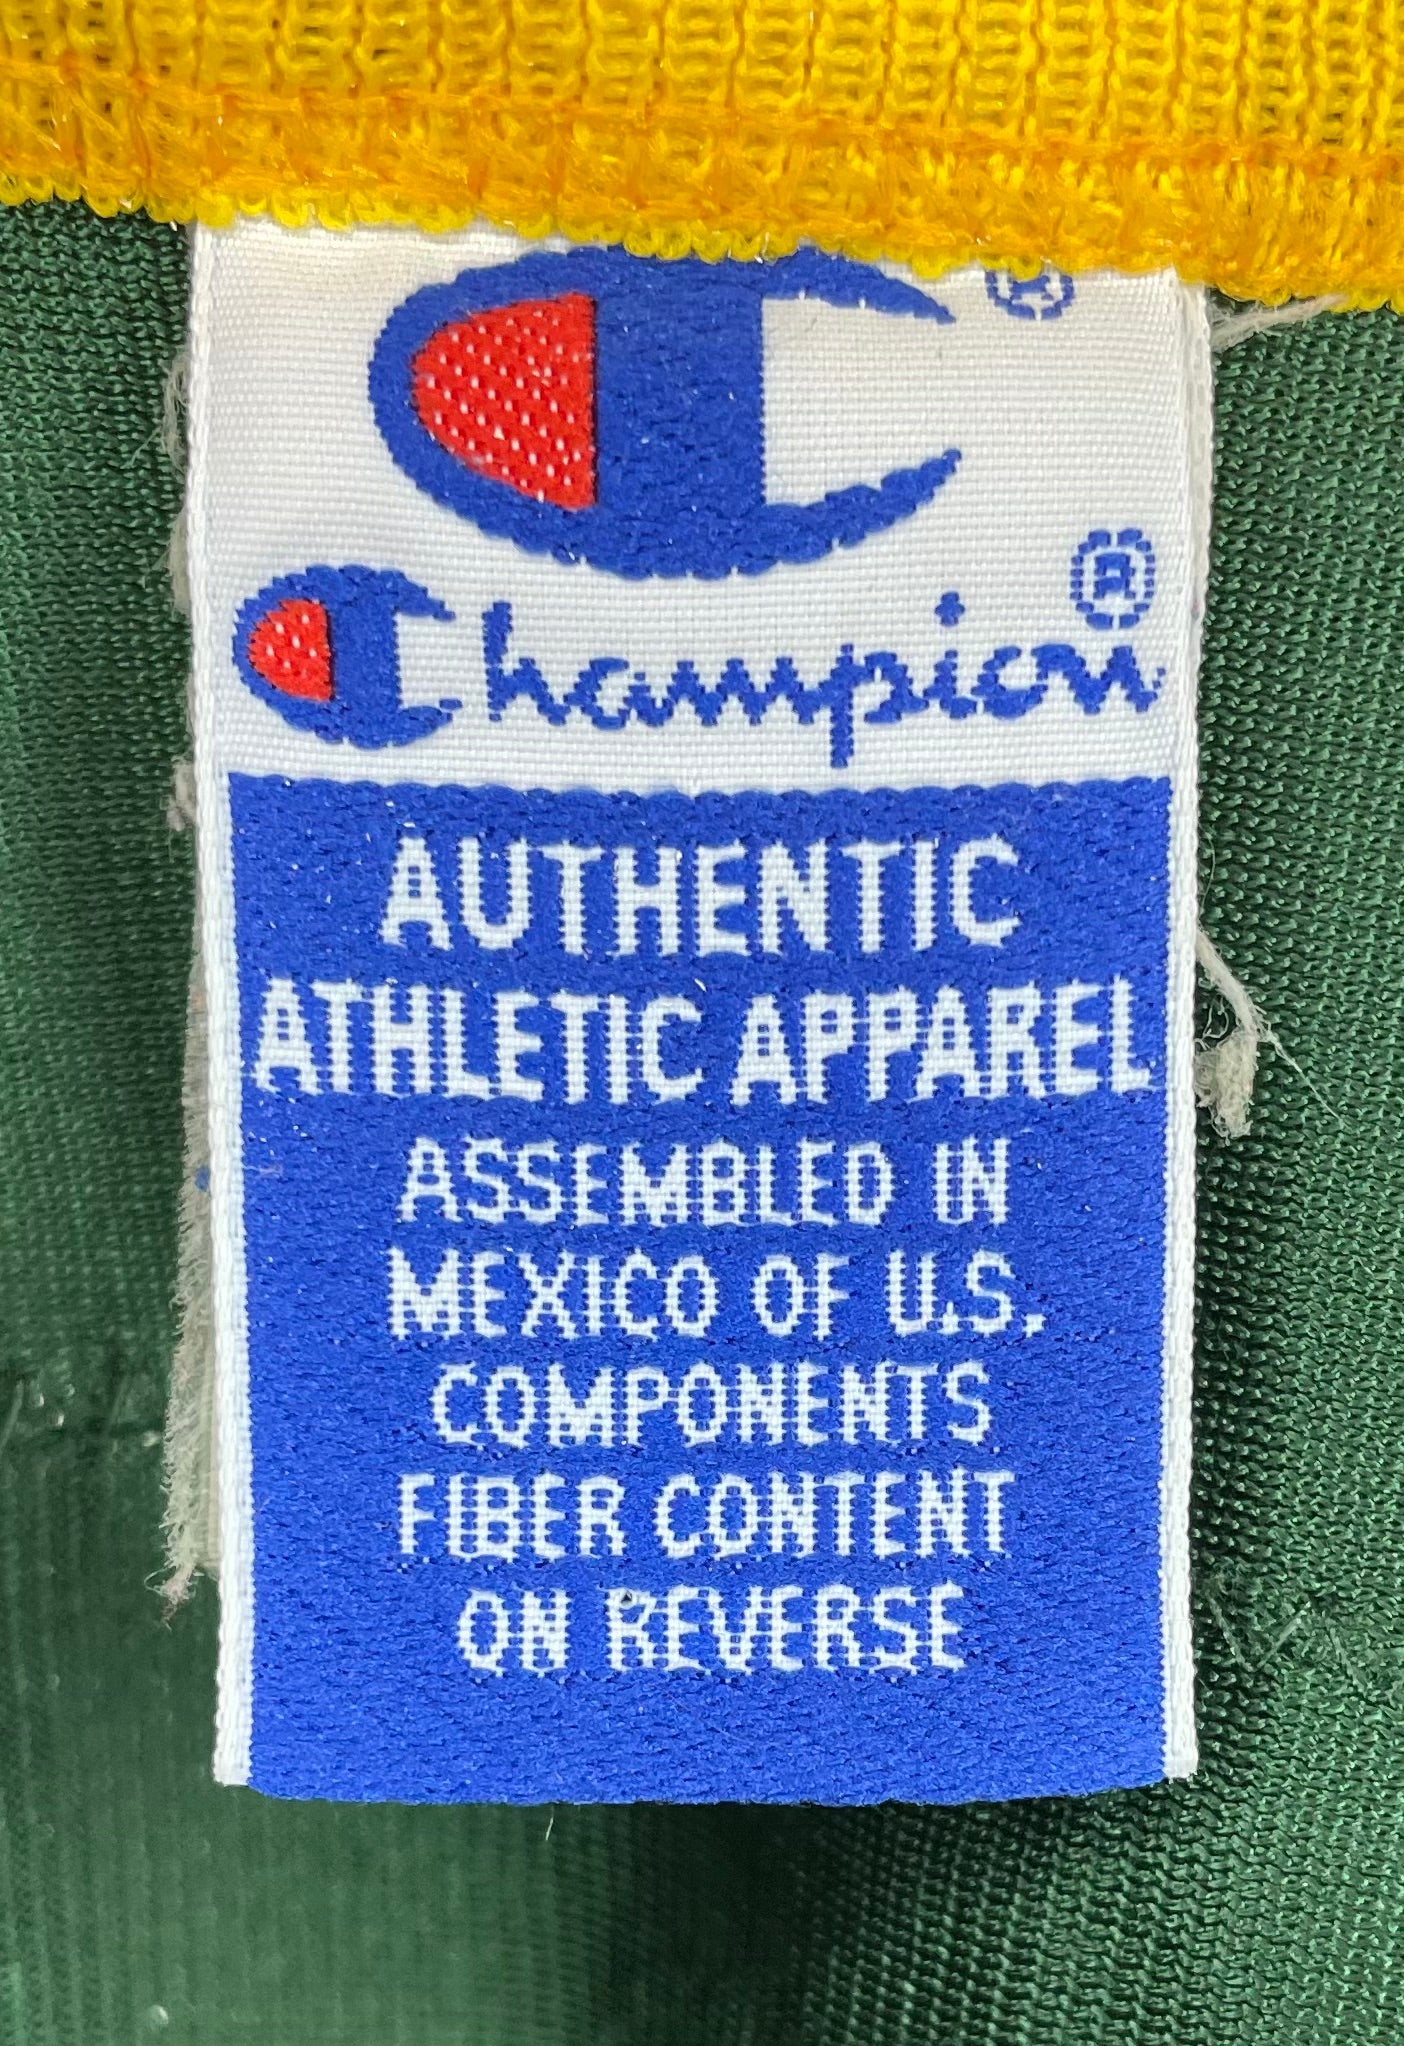 ®
Champion®
AUTHENTIC
ATHLETIC APPAREL
ASSEMBLED IN
MEXICO OF U.S.
COMPONENTS
FIBER CONTENT
ON REVERSE